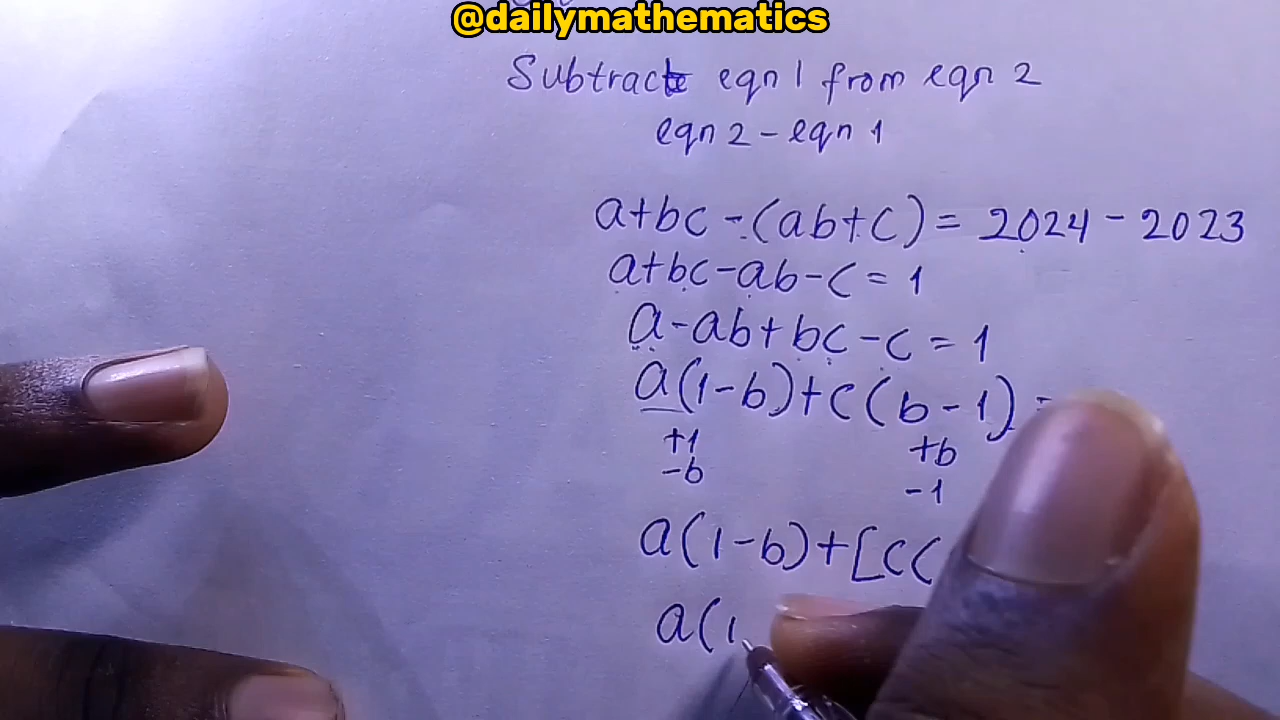 @dailymathematics
Subtract eqn 1 from eqn 2
eqn 2 - eqn 1
a+bc -(ab+c) = 2024 - 2023
a+bc-ab-c = 1
a-ab+bc-c = 1
a(1-b)+c(b-1) =
+1 +b
-b -1
a(1-b)+[c(
a(1